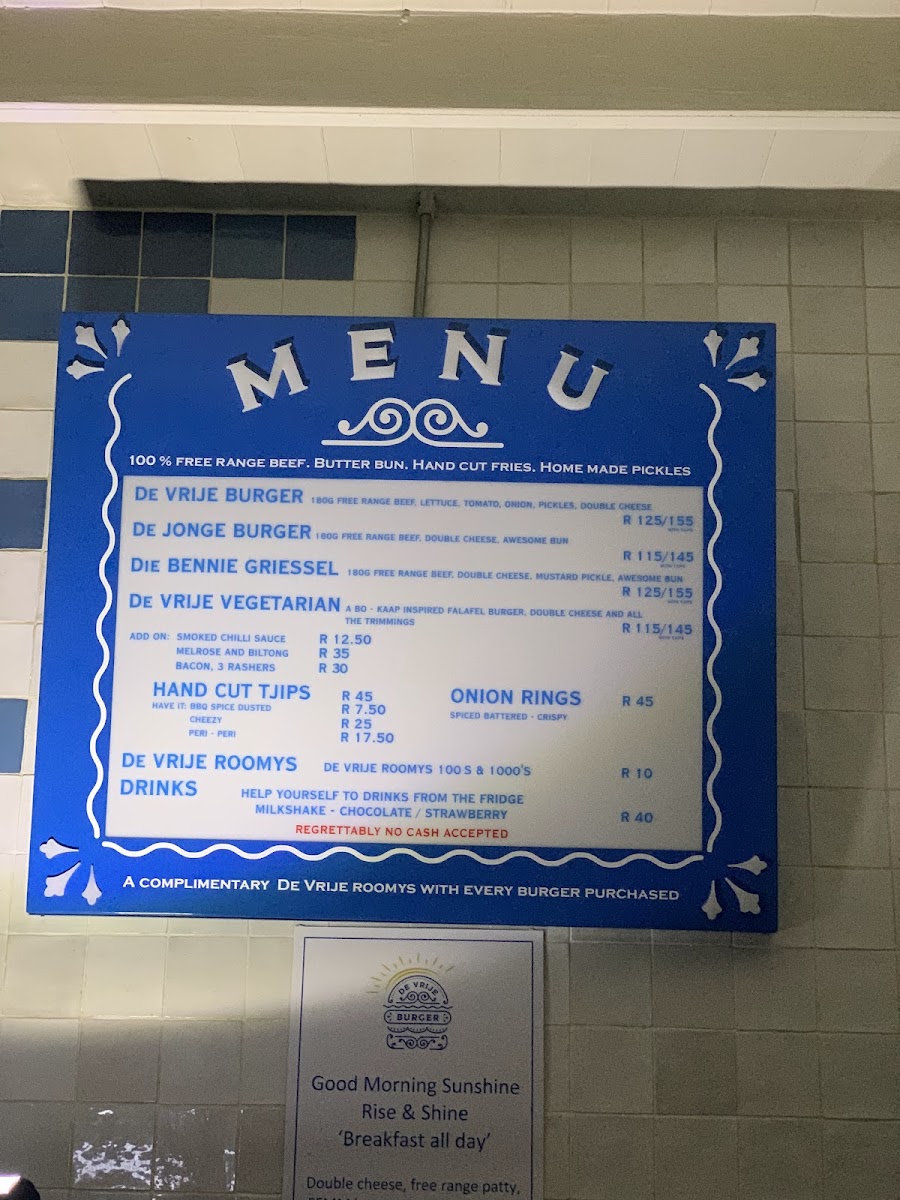 MENU
100 % FREE RANGE BEEF. BUTTER BUN. HAND CUT FRIES. HOME MADE PICKLES
DE VRIJE BURGER 180G FREE RANGE BEEF, LETTUCE, TOMATO, ONION, PICKLES, DOUBLE CHEESE
R 125/155
DE JONGE BURGER 180G FREE RANGE BEEF, DOUBLE CHEESE, AWESOME BUN
R 115/145
DIE BENNIE GRIESSEL 180G FREE RANGE BEEF, DOUBLE CHEESE, MUSTARD PICKLE, AWESOME BUN
R 125/155
DE VRIJE VEGETARIAN A BO - KAAP INSPIRED FALAFEL BURGER, DOUBLE CHEESE AND ALL
THE TRIMMINGS
R 115/145
ADD ON: SMOKED CHILLI SAUCE R 12.50
MELROSE AND BILTONG R 35
BACON, 3 RASHERS R 30
HAND CUT TJIPS R 45
HAVE IT: BBQ SPICE DUSTED R 7.50
CHEEZY R 25
PERI - PERI R 17.50
ONION RINGS R 45
SPICED BATTERED - CRISPY
DE VRIJE ROOMYS DE VRIJE ROOMYS 100 S & 1000'S R 10
DRINKS HELP YOURSELF TO DRINKS FROM THE FRIDGE
MILKSHAKE - CHOCOLATE / STRAWBERRY R 40
REGRETTABLY NO CASH ACCEPTED
A COMPLIMENTARY DE VRIJE ROOMYS WITH EVERY BURGER PURCHASED
DE VRIJE
BURGER
Good Morning Sunshine
Rise & Shine
'Breakfast all day'
Double cheese, free range patty,